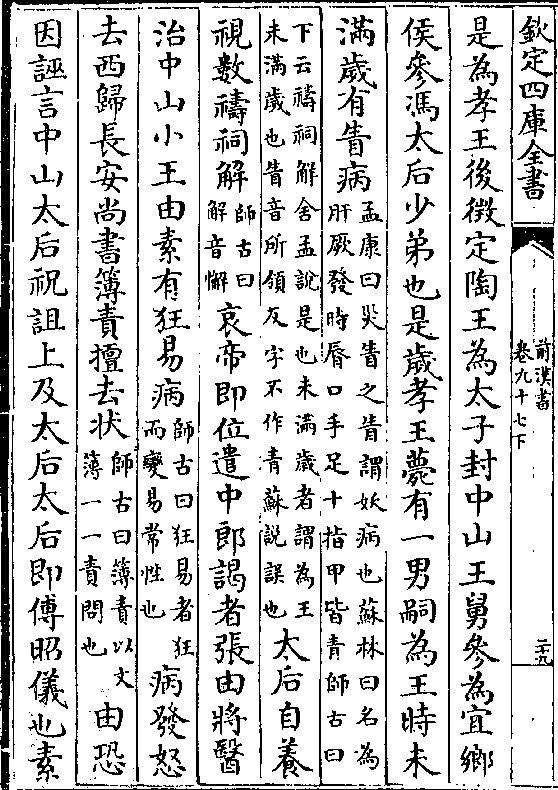 欽定四庫全書
前漢書
卷九十七下
二十九
是為孝王後徴定陶王為太子封中山王舅參為宜鄉
侯參馮太后少弟也是歲孝王薨有一男嗣為王時未
滿歲有眚病
孟康曰災眚之眚謂妖病也蘇林曰名為
肝厥發時脣口手足十指甲皆青師古曰
下云禱祠解舍孟說是也未滿歲者謂為王
未滿歲也眚音所領反字不作青蘇説誤也
太后自養
視數禱祠解
師古曰
解音懈
哀帝即位遣中郎謁者張由將醫
治中山小王由素有狂易病
師古曰狂易者狂
而變易常性也
病發怒
去西歸長安尚書簿責擅去狀
師古曰簿責以文
簿一一責問也
由恐
因誣言中山太后祝詛上及太后太后即傅昭儀也素